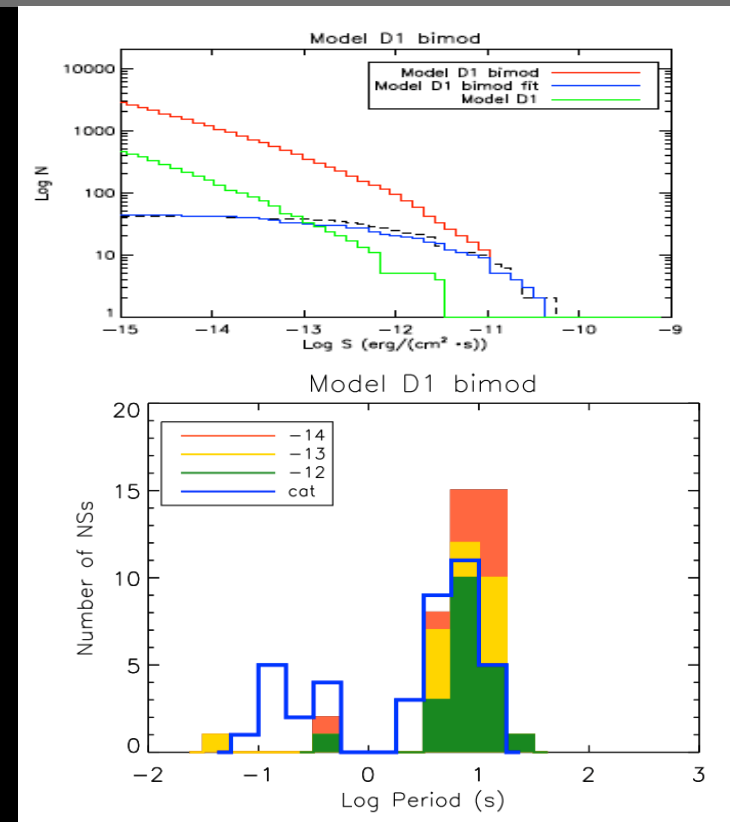 Model D1 bimod
Model D1 bimod
Model D1 bimod fit
Model D1
10000
1000
100
10
1
Log N
-15 -14 -13 -12 -11 -10 -9
Log S (erg/(cm² ·s))
Model D1 bimod
-14
-13
-12
cat
20
15
10
5
0
Number of NSs
-2 -1 0 1 2 3
Log Period (s)